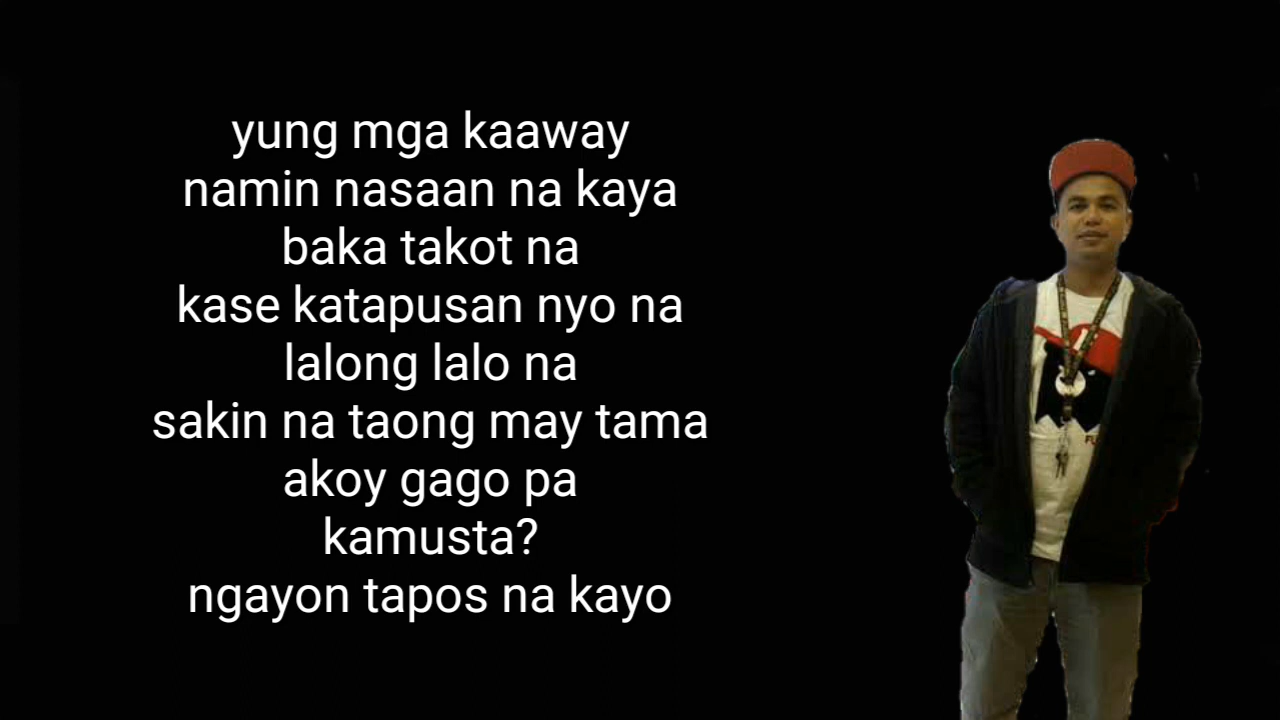 yung mga kaaway
namin nasaan na kaya
baka takot na
kase katapusan nyo na
lalong lalo na
sakin na taong may tama
akoy gago pa
kamusta?
ngayon tapos na kayo